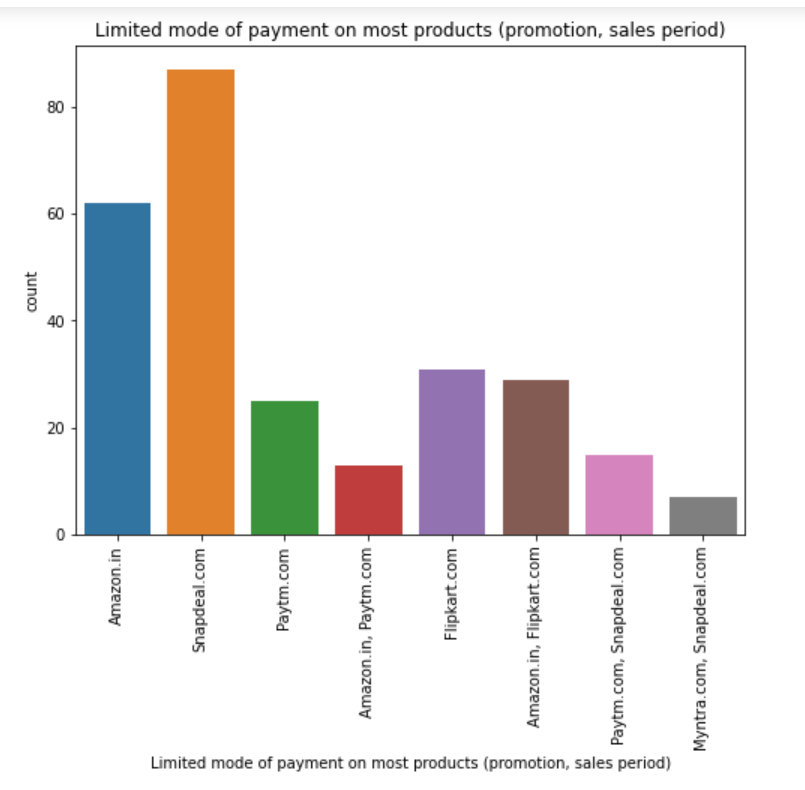 Limited mode of payment on most products (promotion, sales period)
80
60
40
20
0
count
Amazon.in
Snapdeal.com
Paytm.com
Amazon.in, Paytm.com
Flipkart.com
Amazon.in, Flipkart.com
Paytm.com, Snapdeal.com
Myntra.com, Snapdeal.com
Limited mode of payment on most products (promotion, sales period)